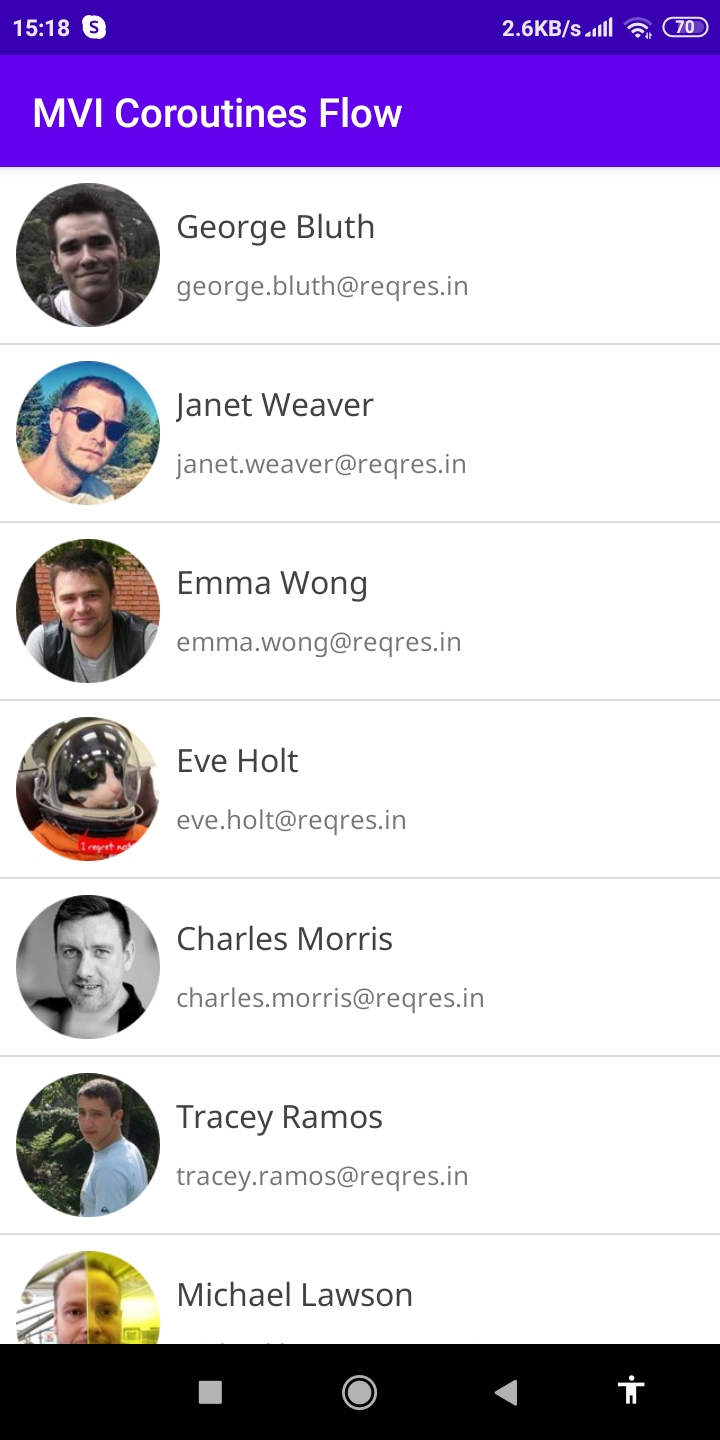 15:18 S 2.6KB/s 70
MVI Coroutines Flow
George Bluth
george.bluth@reqres.in
Janet Weaver
janet.weaver@reqres.in
Emma Wong
emma.wong@reqres.in
Eve Holt
eve.holt@reqres.in
I regret
Charles Morris
charles.morris@reqres.in
Tracey Ramos
tracey.ramos@reqres.in
Michael Lawson